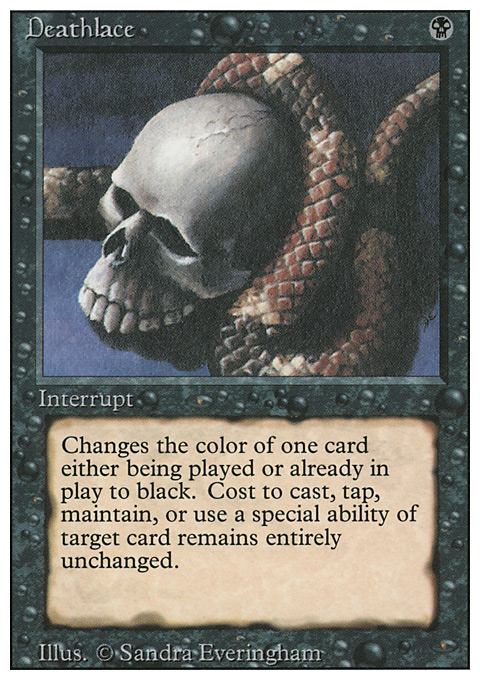 Deathlace
Interrupt
Changes the color of one card
either being played or already in
play to black. Cost to cast, tap,
maintain, or use a special ability of
target card remains entirely
unchanged.
Illus. © Sandra Everingham